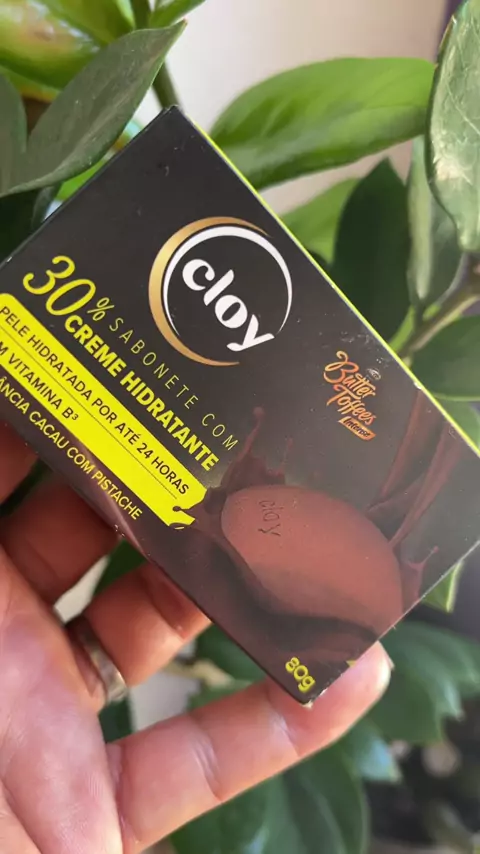 cloy
30% SABONETE COM
CREME HIDRATANTE
PELE HIDRATADA POR ATÉ 24 HORAS
VITAMINA B³
CACAU COM PISTACHE
Butter
Toffees
Intense
cloy
80g